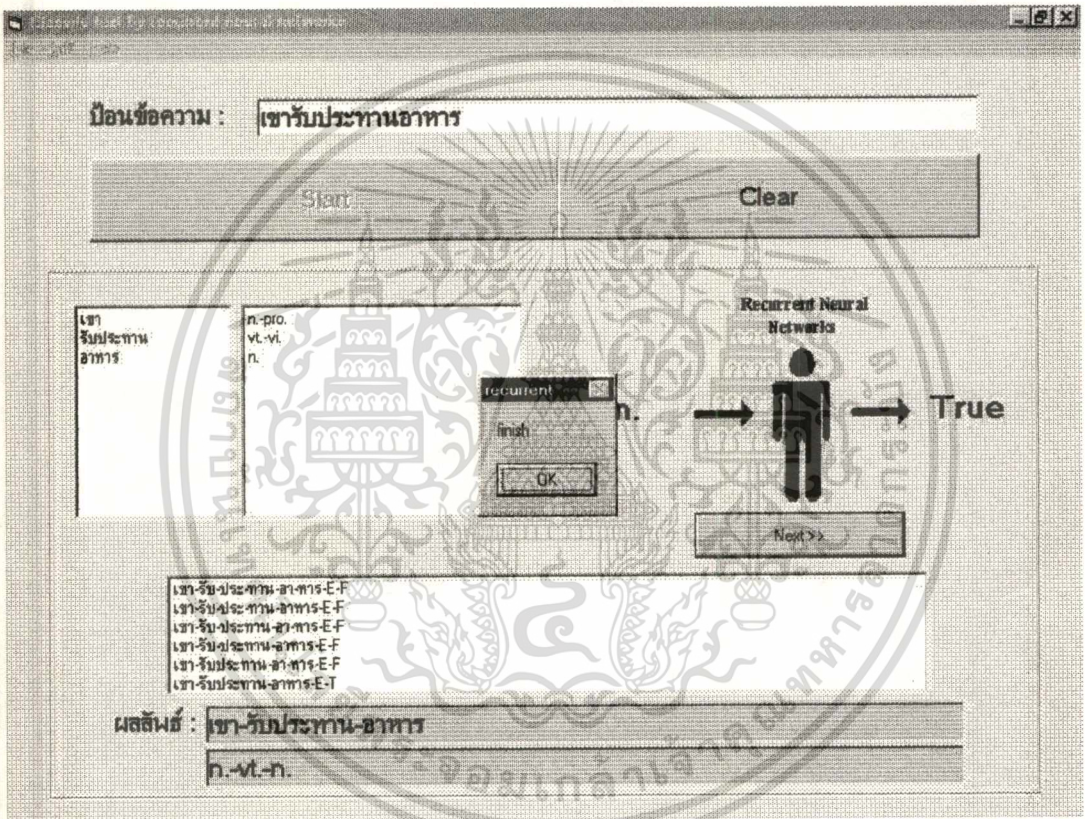 ป้อนข้อความ : เขารับประทานอาหาร
Start Clear
เขา
รับประทาน
อาหาร
n.-pro.
vt.-vi.
n.
Recurrent Neural
Networks
recurrent
finish
OK
n.
True
Next >>
เขา-รับ-ประ-ทาน-อา-หาร-E-F
เขา-รับ-ประ-ทาน-อาหาร-E-F
เขา-รับ-ประทาน-อา-หาร-E-F
เขา-รับ-ประทาน-อาหาร-E-F
เขา-รับประทาน-อา-หาร-E-F
เขา-รับประทาน-อาหาร-E-T
ผลลัพธ์ : เขา-รับประทาน-อาหาร
n.-vt.-n.